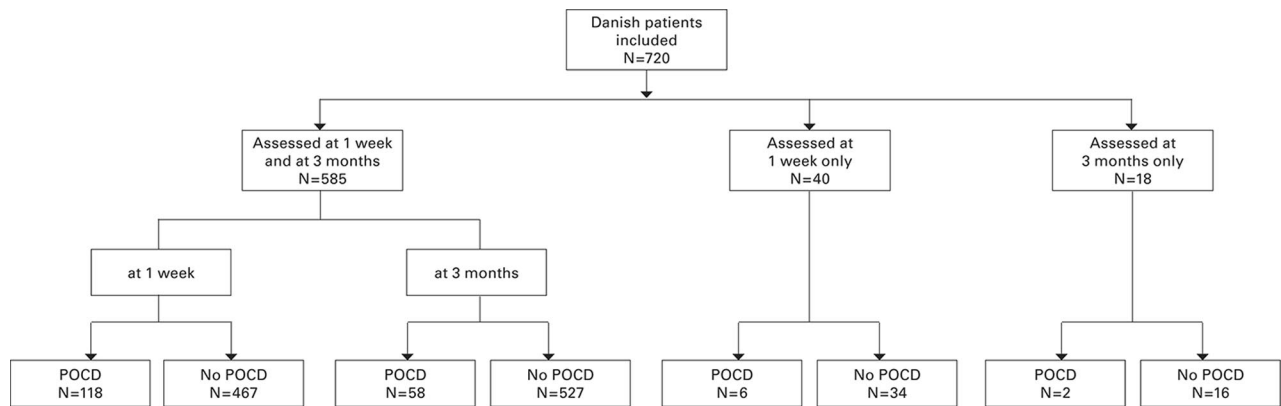 Danish patients
included
N=720
Assessed at 1 week
and at 3 months
N=585
Assessed at
1 week only
N=40
Assessed at
3 months only
N=18
at 1 week
at 3 months
POCD
N=118
No POCD
N=467
POCD
N=58
No POCD
N=527
POCD
N=6
No POCD
N=34
POCD
N=2
No POCD
N=16